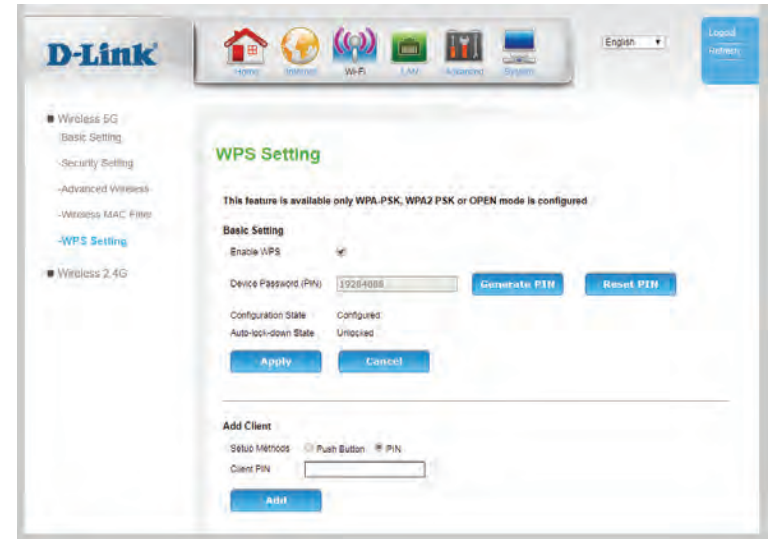 D-Link
Home Internet Wi-Fi LAN Advanced System
English
Logout
Refresh
Wireless 5G
Basic Setting
-Security Setting
-Advanced Wireless
-Wireless MAC Filter
-WPS Setting
Wireless 2.4G
WPS Setting
This feature is available only WPA-PSK, WPA2 PSK or OPEN mode is configured
Basic Setting
Enable WPS
Device Password (PIN) Generate PIN Reset PIN
Configuration State Configured
Auto-lock-down State Unlocked
Apply Cancel
Add Client
Setup Methods Push Button PIN
Client PIN
Add